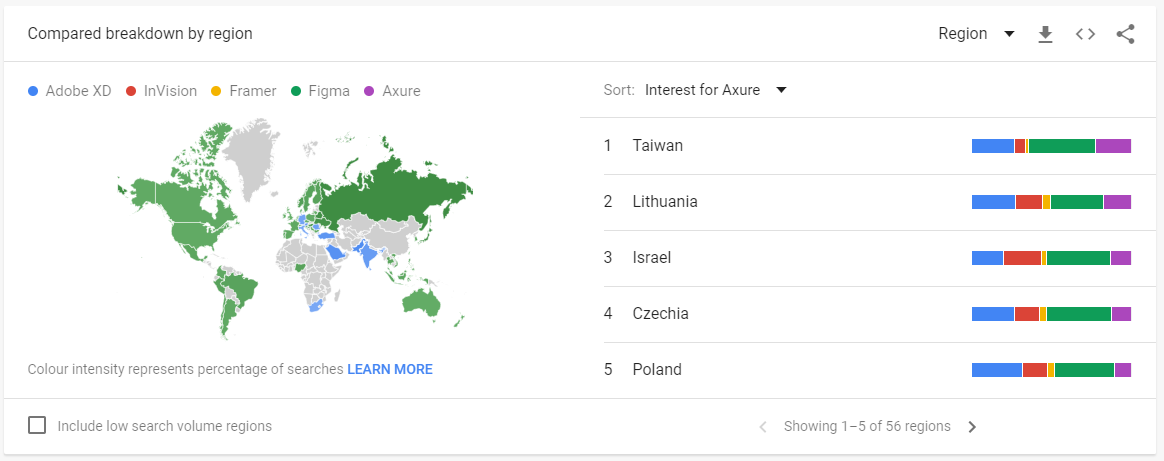 Compared breakdown by region
Region
Adobe XD InVision Framer Figma Axure
Sort: Interest for Axure
1 Taiwan
2 Lithuania
3 Israel
4 Czechia
5 Poland
Colour intensity represents percentage of searches LEARN MORE
Include low search volume regions
Showing 1–5 of 56 regions